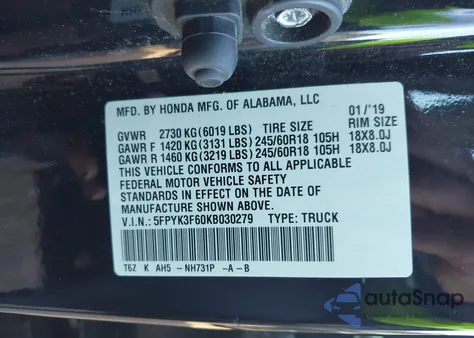 MFD. BY HONDA MFG. OF ALABAMA, LLC 01/'19
GVWR 2730 KG (6019 LBS) TIRE SIZE RIM SIZE
GAWR F 1420 KG (3131 LBS) 245/60R18 105H 18X8.0J
GAWR R 1460 KG (3219 LBS) 245/60R18 105H 18X8.0J
THIS VEHICLE CONFORMS TO ALL APPLICABLE
FEDERAL MOTOR VEHICLE SAFETY
STANDARDS IN EFFECT ON THE DATE OF
MANUFACTURE SHOWN ABOVE.
V.I.N.: 5FPYK3F60KB030279 TYPE: TRUCK
T6Z K AH5 -NH731P -A-B
autoSnap